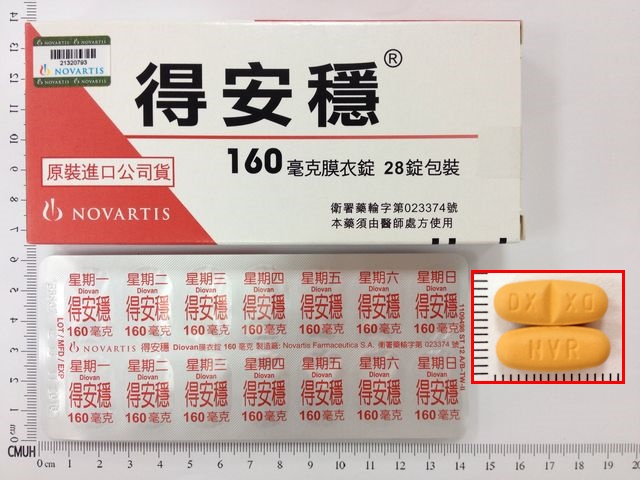 NOVARTIS
21320793
NOVARTIS
得安穩®
160毫克膜衣錠 28錠包裝
原裝進口公司貨
NOVARTIS
衛署藥輸字第023374號
本藥須由醫師處方使用
星期一 星期二 星期三 星期四 星期五 星期六 星期日
Diovan Diovan Diovan Diovan Diovan Diovan Diovan
得安穩 得安穩 得安穩 得安穩 得安穩 得安穩 得安穩
160毫克 160毫克 160毫克 160毫克 160毫克 160毫克 160毫克
LOT / MFD / EXP
NOVARTIS 得安穩 Diovan膜衣錠 160 毫克 製造廠: Novartis Farmaceutica S.A. 衛署藥輸字第 023374 號
星期一 星期二 星期三 星期四 星期五 星期六 星期日
Diovan Diovan Diovan Diovan Diovan Diovan Diovan
得安穩 得安穩 得安穩 得安穩 得安穩 得安穩 得安穩
160毫克 160毫克 160毫克 160毫克 160毫克 160毫克 160毫克
DX XO
NVR
14
13
12
11
10
9
8
7
6
5
4
3
2
1
0
CMUH
0 cm 1 2 3 4 5 6 7 8 9 10 11 12 13 14 15 16 17 18 19 20